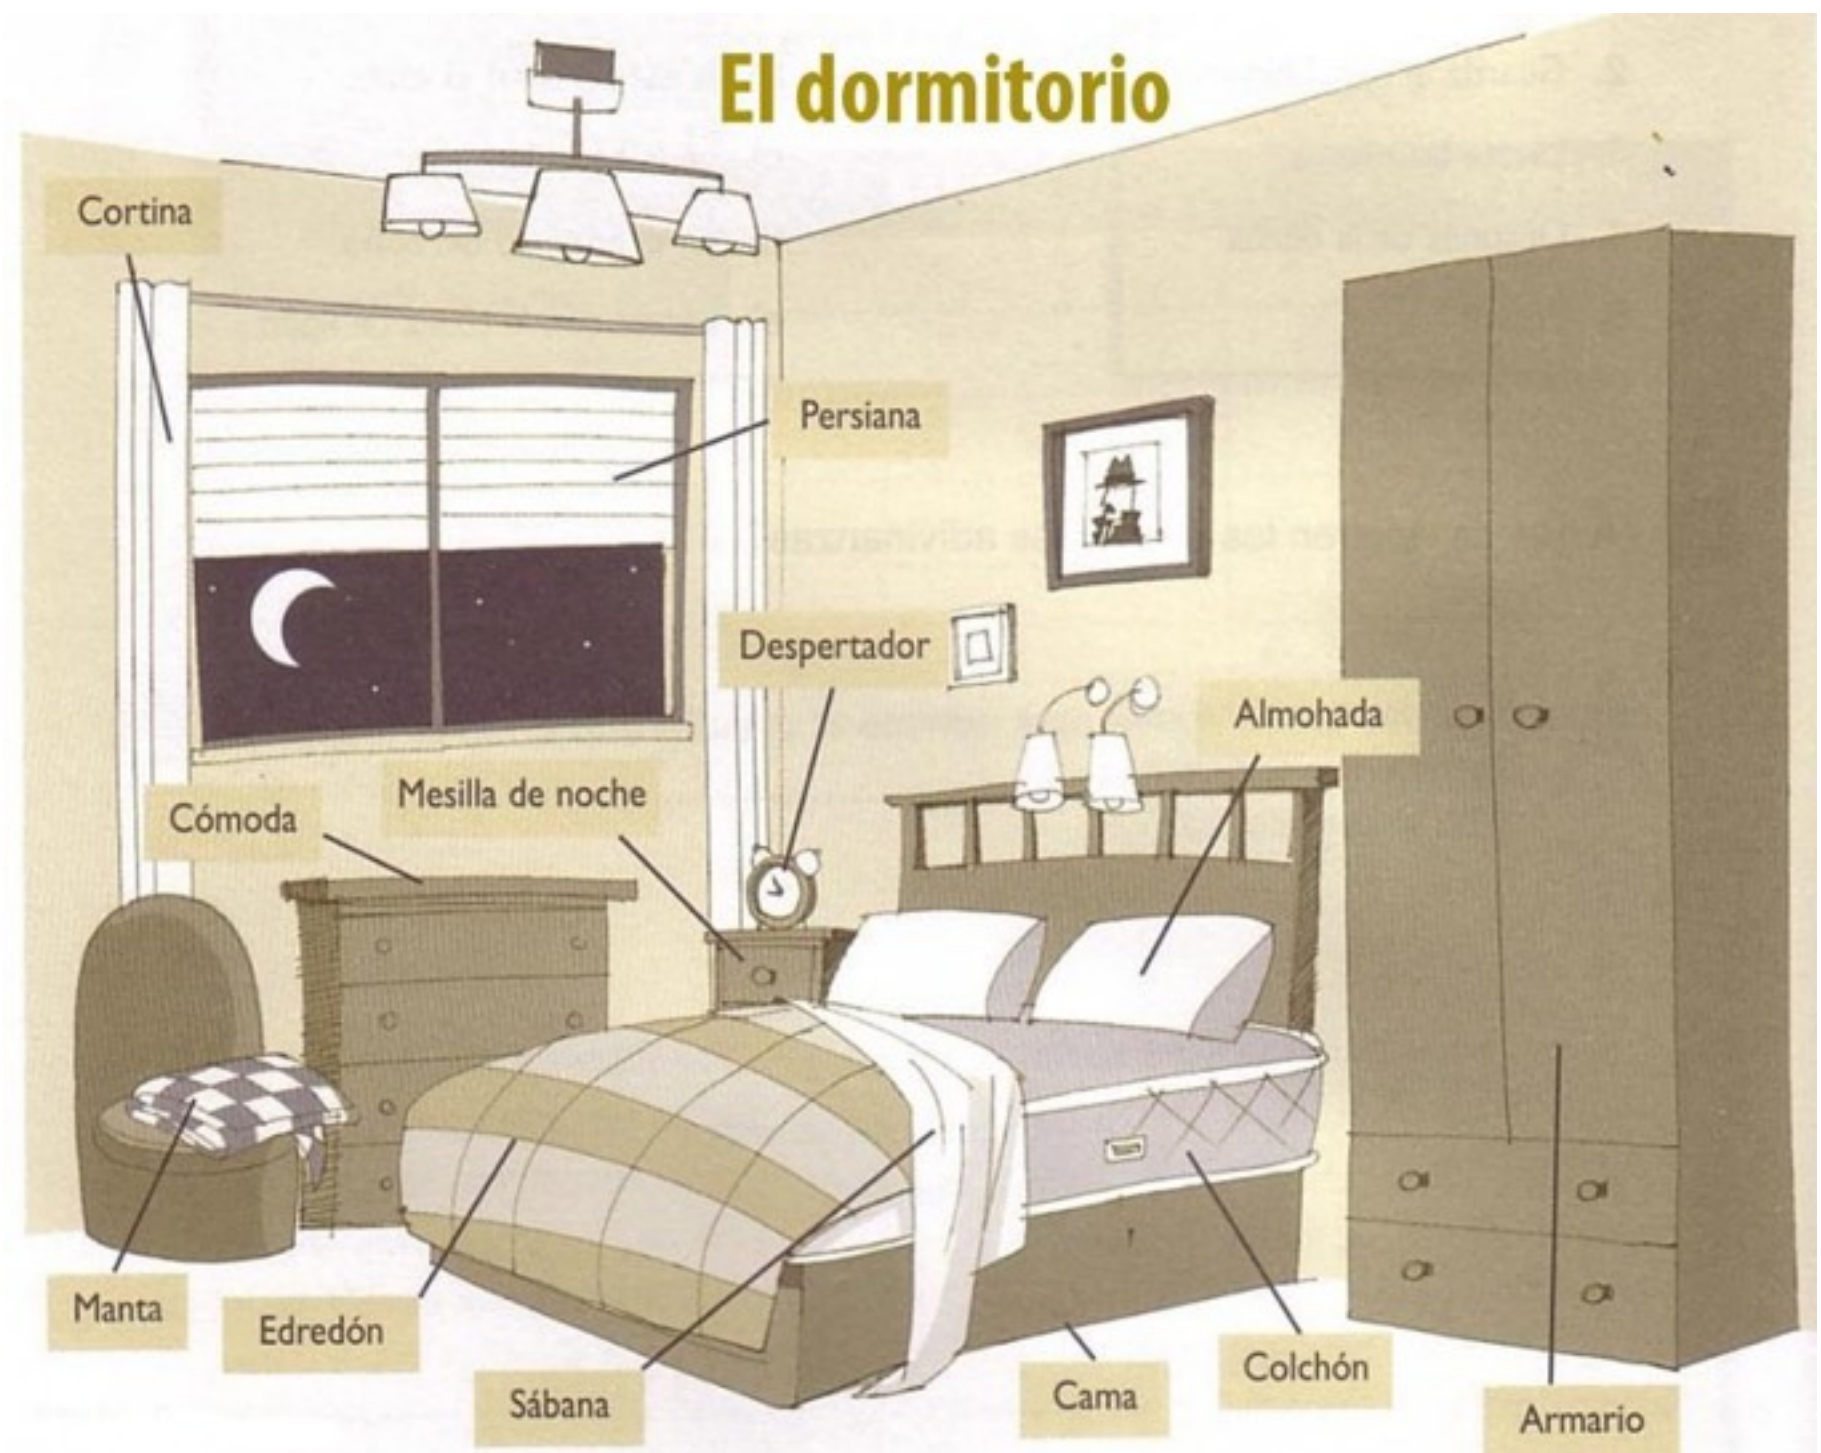 El dormitorio
Cortina
Persiana
Despertador
Almohada
Mesilla de noche
Cómoda
Manta
Edredón
Sábana
Cama
Colchón
Armario